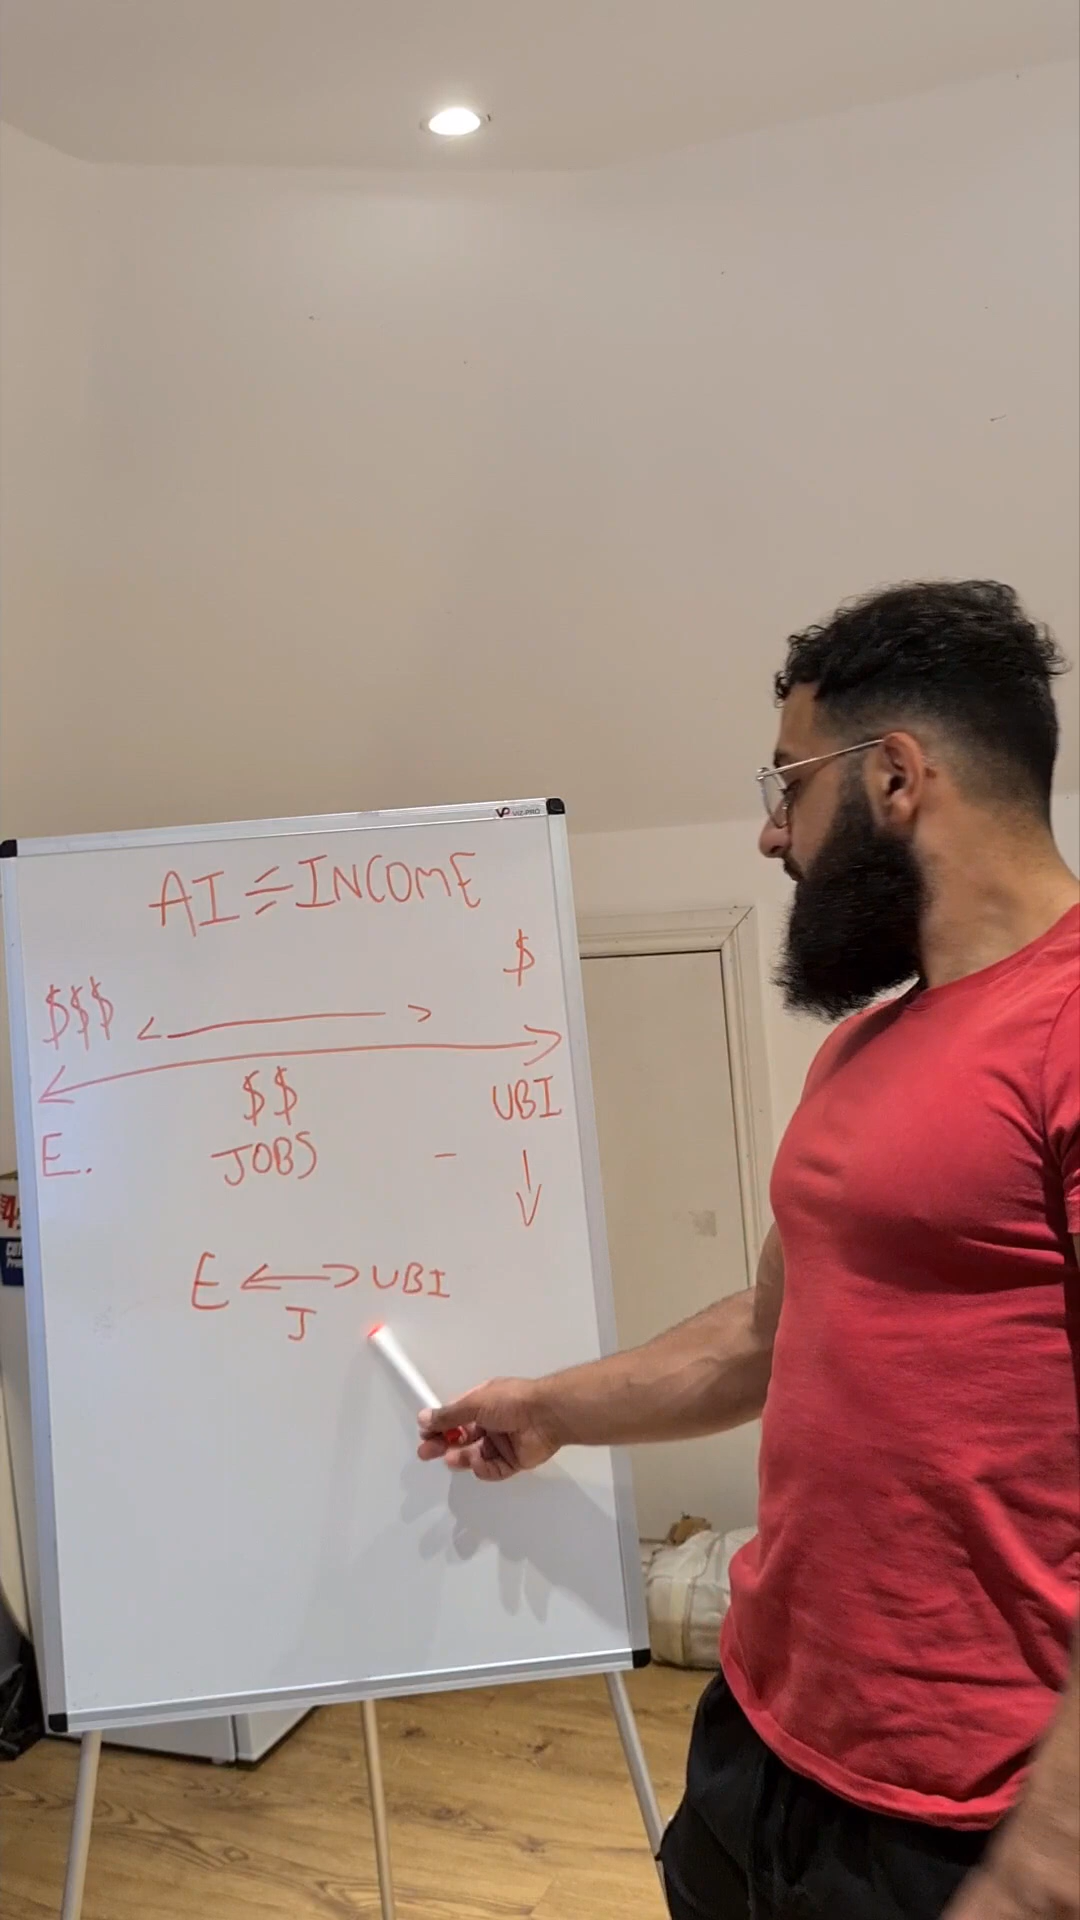 VIZ-PRO
AI ≤ INCOME
$
$$$ <——>
<——>
$$ UBI
E. JOBS - ↓
E <—> UBI
J